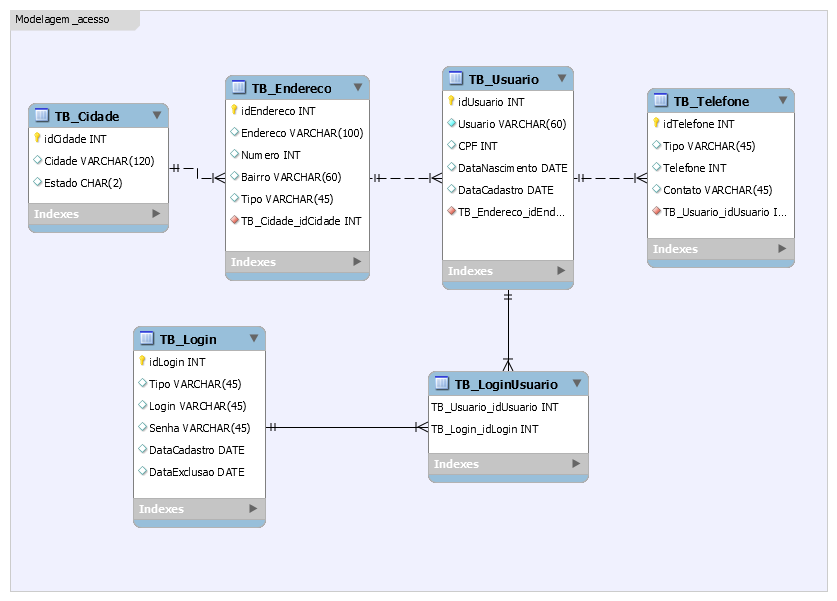 Modelagem_acesso
TB_Cidade
idCidade INT
Cidade VARCHAR(120)
Estado CHAR(2)
Indexes
TB_Endereco
idEndereco INT
Endereco VARCHAR(100)
Numero INT
Bairro VARCHAR(60)
Tipo VARCHAR(45)
TB_Cidade_idCidade INT
Indexes
TB_Usuario
idUsuario INT
Usuario VARCHAR(60)
CPF INT
DataNascimento DATE
DataCadastro DATE
TB_Endereco_idEnd...
Indexes
TB_Telefone
idTelefone INT
Tipo VARCHAR(45)
Telefone INT
Contato VARCHAR(45)
TB_Usuario_idUsuario I...
Indexes
TB_Login
idLogin INT
Tipo VARCHAR(45)
Login VARCHAR(45)
Senha VARCHAR(45)
DataCadastro DATE
DataExclusao DATE
Indexes
TB_LoginUsuario
TB_Usuario_idUsuario INT
TB_Login_idLogin INT
Indexes